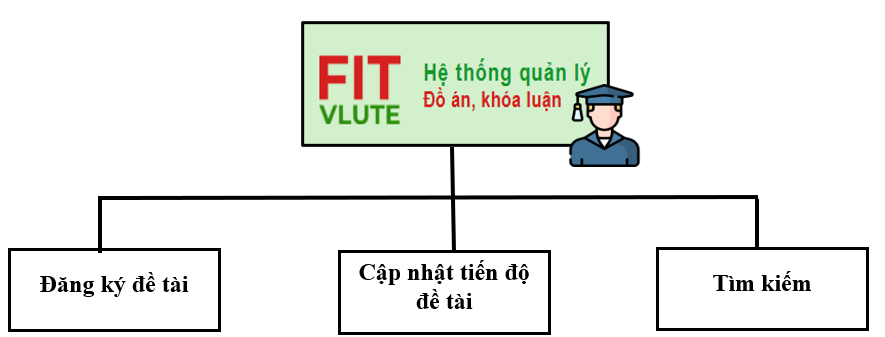 FIT
VLUTE
Hệ thống quản lý
Đồ án, khóa luận
Đăng ký đề tài
Cập nhật tiến độ
đề tài
Tìm kiếm